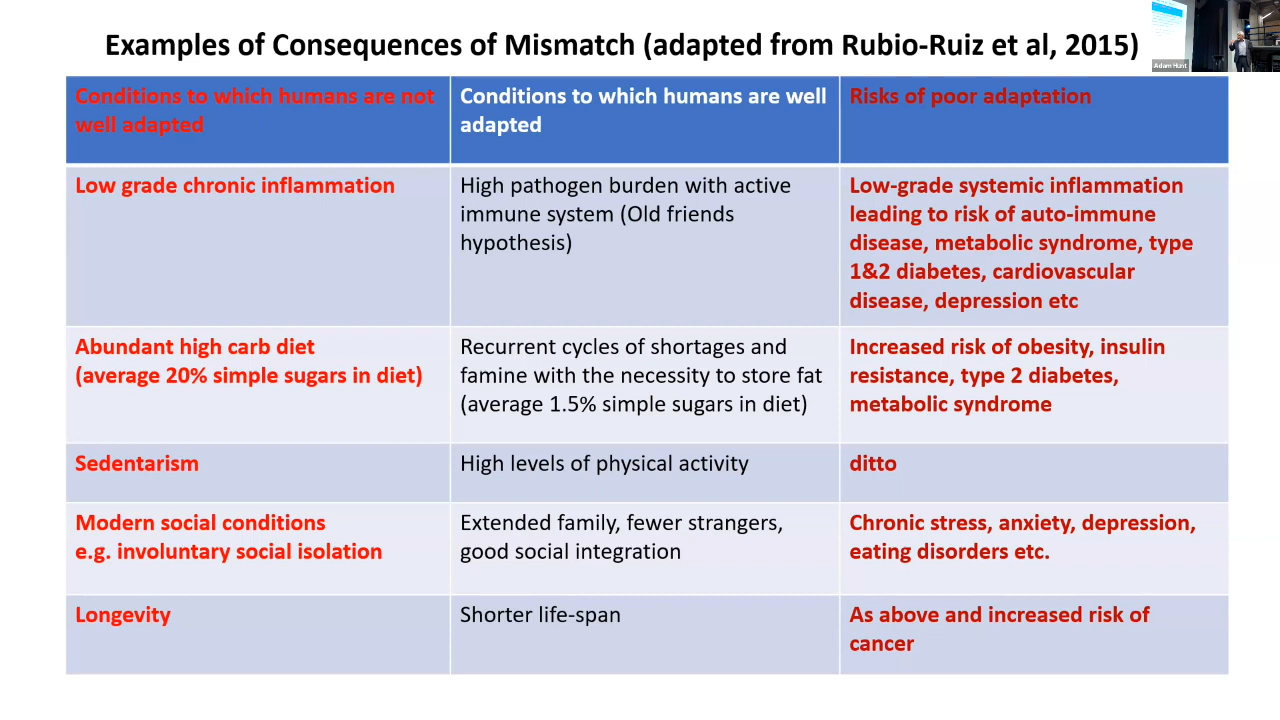 Examples of Consequences of Mismatch (adapted from Rubio-Ruiz et al, 2015)
Adam Hunt
Conditions to which humans are not
well adapted
Conditions to which humans are well
adapted
Risks of poor adaptation
Low grade chronic inflammation
High pathogen burden with active
immune system (Old friends
hypothesis)
Low-grade systemic inflammation
leading to risk of auto-immune
disease, metabolic syndrome, type
1&2 diabetes, cardiovascular
disease, depression etc
Abundant high carb diet
(average 20% simple sugars in diet)
Recurrent cycles of shortages and
famine with the necessity to store fat
(average 1.5% simple sugars in diet)
Increased risk of obesity, insulin
resistance, type 2 diabetes,
metabolic syndrome
Sedentarism
High levels of physical activity
ditto
Modern social conditions
e.g. involuntary social isolation
Extended family, fewer strangers,
good social integration
Chronic stress, anxiety, depression,
eating disorders etc.
Longevity
Shorter life-span
As above and increased risk of
cancer